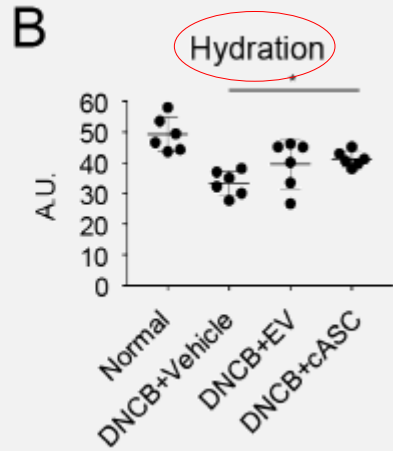 B
Hydration
*
60
50
40
30
20
10
0
A.U.
Normal
DNCB+Vehicle
DNCB+EV
DNCB+cASC